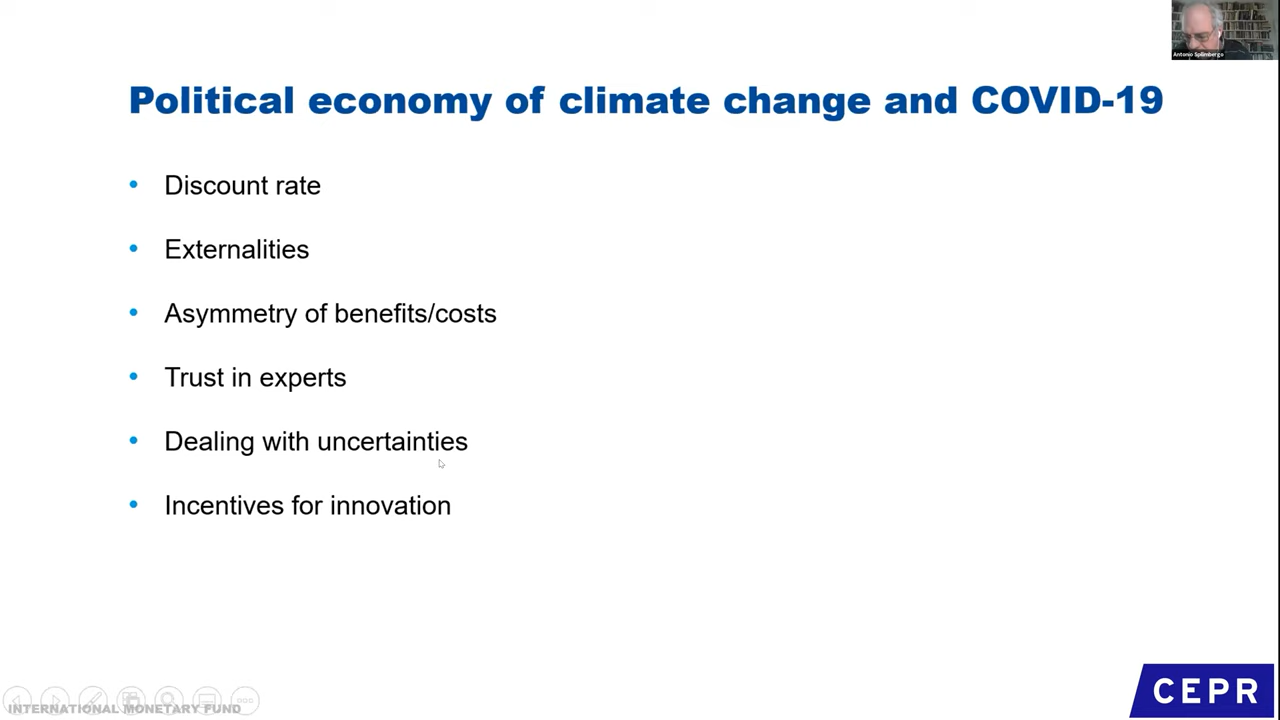 Antonio Spilimbergo
Political economy of climate change and COVID-19
• Discount rate
• Externalities
• Asymmetry of benefits/costs
• Trust in experts
• Dealing with uncertainties
• Incentives for innovation
INTERNATIONAL MONETARY FUND
CEPR